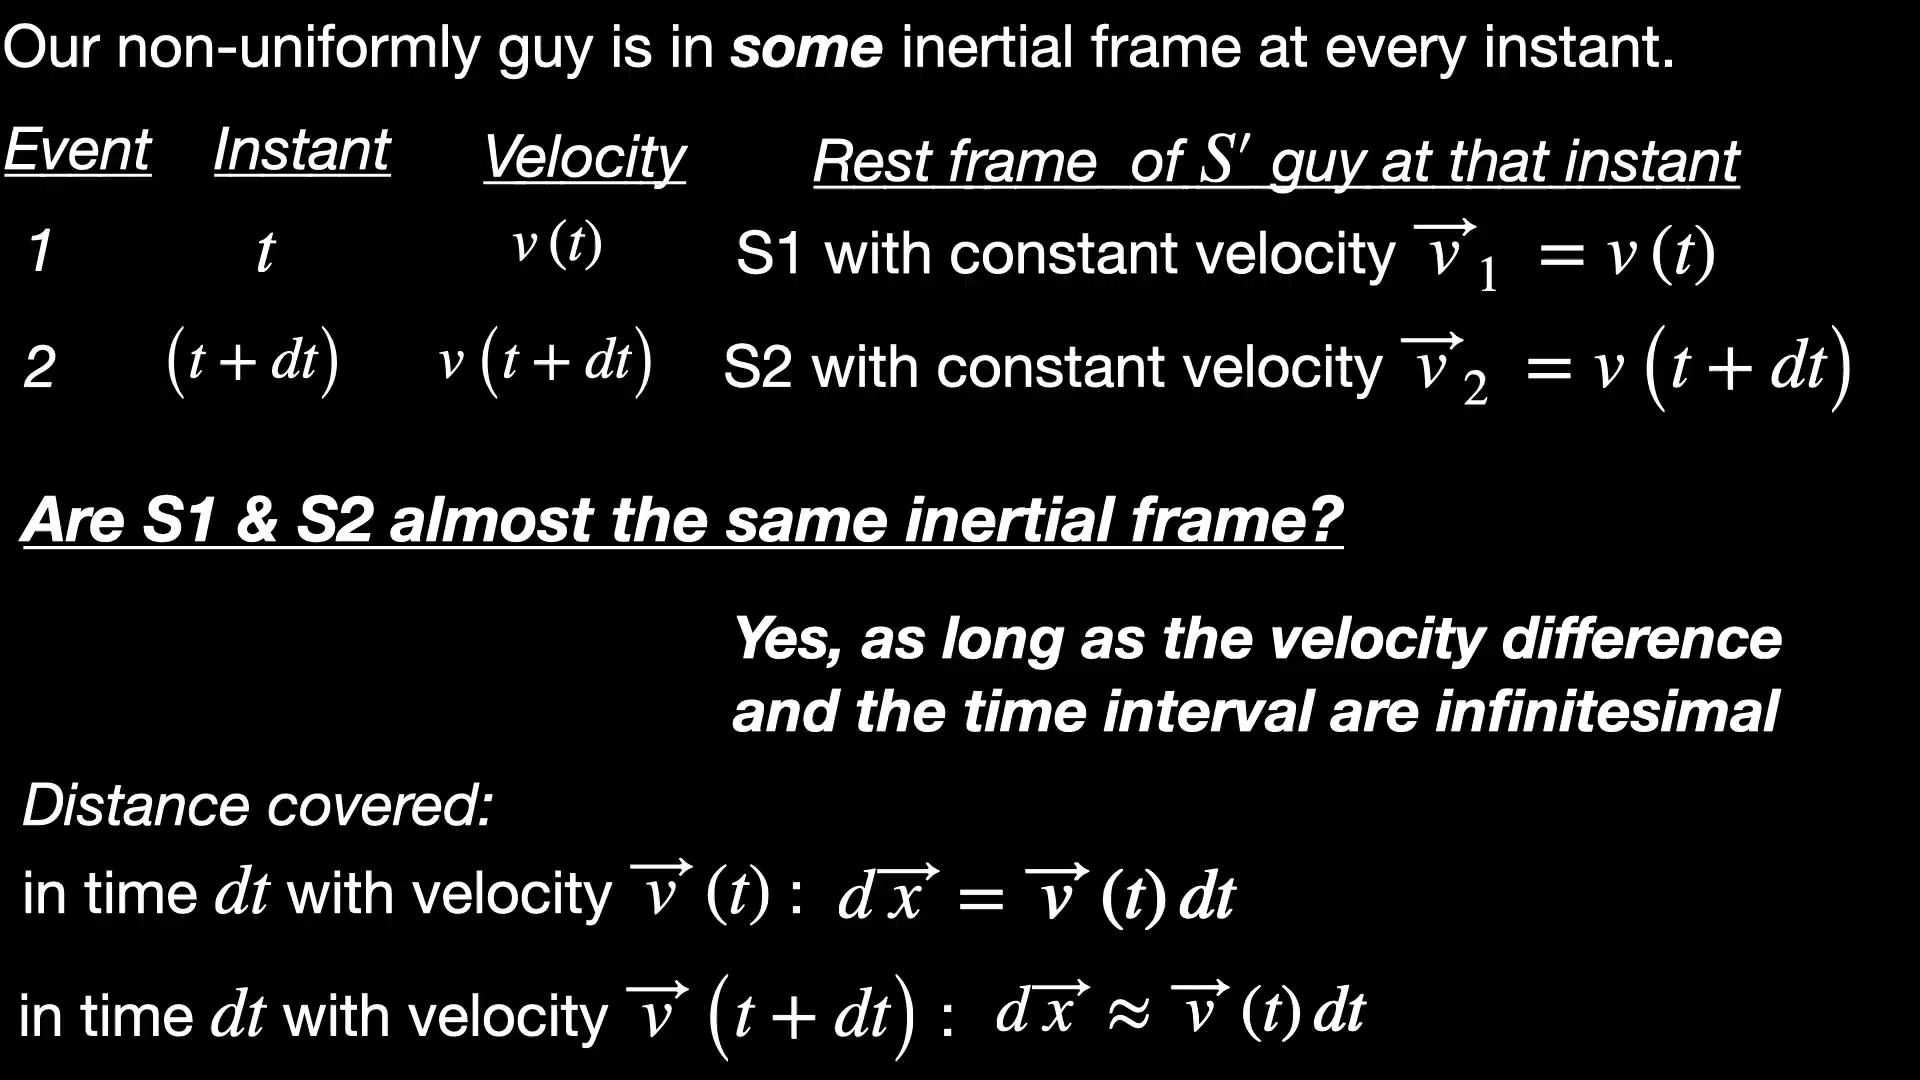 Our non-uniformly guy is in some inertial frame at every instant.
Event Instant Velocity Rest frame of S′ guy at that instant
1 t v(t) S1 with constant velocity v⃗₁ = v(t)
2 (t + dt) v(t + dt) S2 with constant velocity v⃗₂ = v(t + dt)
Are S1 & S2 almost the same inertial frame?
Yes, as long as the velocity difference
and the time interval are infinitesimal
Distance covered:
in time dt with velocity v⃗(t) : dx⃗ = v⃗(t) dt
in time dt with velocity v⃗(t + dt) : dx⃗ ≈ v⃗(t) dt